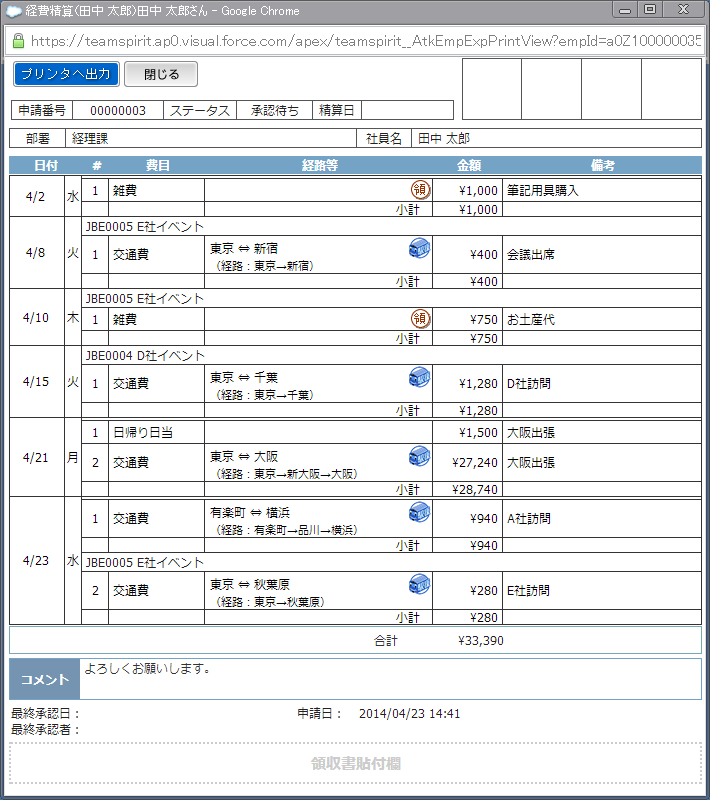 経費精算(田中 太郎)田中 太郎さん - Google Chrome
https://teamspirit.ap0.visual.force.com/apex/teamspirit__AtkEmpExpPrintView?empId=a0Z100000035
プリンタへ出力 閉じる
申請番号 00000003 ステータス 承認待ち 精算日
部署 経理課 社員名 田中 太郎
日付 # 費目 経路等 金額 備考
4/2 水 1 雑費 領 ¥1,000 筆記用具購入
小計 ¥1,000
JBE0005 E社イベント
4/8 火 1 交通費 東京 ⇔ 新宿 ¥400 会議出席
(経路：東京→新宿)
小計 ¥400
JBE0005 E社イベント
4/10 木 1 雑費 領 ¥750 お土産代
小計 ¥750
JBE0004 D社イベント
4/15 火 1 交通費 東京 ⇔ 千葉 ¥1,280 D社訪問
(経路：東京→千葉)
小計 ¥1,280
1 日帰り日当 ¥1,500 大阪出張
4/21 月 2 交通費 東京 ⇔ 大阪 ¥27,240 大阪出張
(経路：東京→新大阪→大阪)
小計 ¥28,740
1 交通費 有楽町 ⇔ 横浜 ¥940 A社訪問
(経路：有楽町→品川→横浜)
小計 ¥940
4/23 水 JBE0005 E社イベント
2 交通費 東京 ⇔ 秋葉原 ¥280 E社訪問
(経路：東京→秋葉原)
小計 ¥280
合計 ¥33,390
コメント よろしくお願いします。
最終承認日： 申請日： 2014/04/23 14:41
最終承認者：
領収書貼付欄